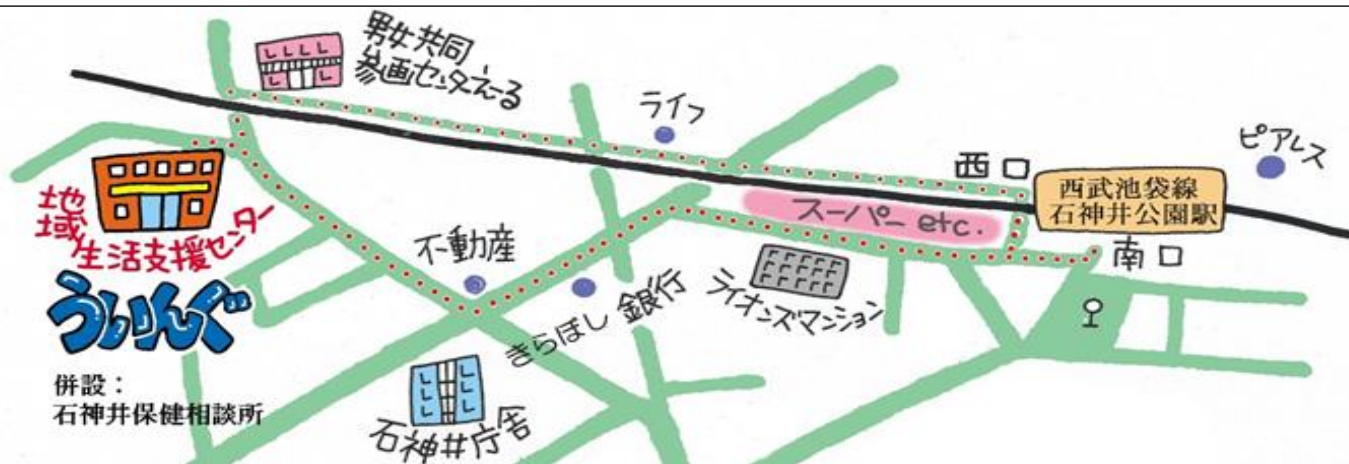 男女共同
参画センターえーる
ライフ
ピアレス
西口
西武池袋線
石神井公園駅
スーパー etc.
南口
地域
生活支援センター
ういんぐ
不動産
きらぼし銀行
ライオンズマンション
併設：
石神井保健相談所
石神井庁舎